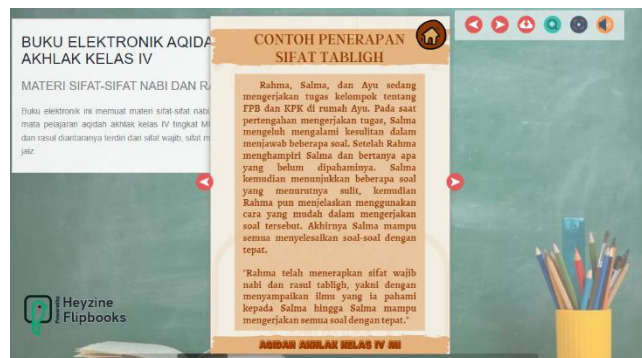 BUKU ELEKTRONIK AQIDA
AKHLAK KELAS IV
MATERI SIFAT-SIFAT NABI DAN RA
Buku elektronik ini memuat materi sifat-sifat nabi
mata pelajaran aqidah akhlak kelas IV tingkat MI
dan rasul diantaranya terdiri dari sifat wajib, sifat m
jaiz.
CONTOH PENERAPAN
SIFAT TABLIGH
Rahma, Salma, dan Ayu sedang
mengerjakan tugas kelompok tentang
FPB dan KPK di rumah Ayu. Pada saat
pertengahan mengerjakan tugas, Salma
mengeluh mengalami kesulitan dalam
menjawab beberapa soal. Setelah Rahma
menghampiri Salma dan bertanya apa
yang belum dipahaminya. Salma
kemudian menunjukkan beberapa soal
yang menurutnya sulit, kemudian
Rahma pun menjelaskan menggunakan
cara yang mudah dalam mengerjakan
soal tersebut. Akhirnya Salma mampu
semua menyelesaikan soal-soal dengan
tepat.
"Rahma telah menerapkan sifat wajib
nabi dan rasul tabligh, yakni dengan
menyampaikan ilmu yang ia pahami
kepada Salma hingga Salma mampu
mengerjakan semua soal dengan tepat."
AQIDAH AKHLAK KELAS IV MI
Heyzine
Flipbooks